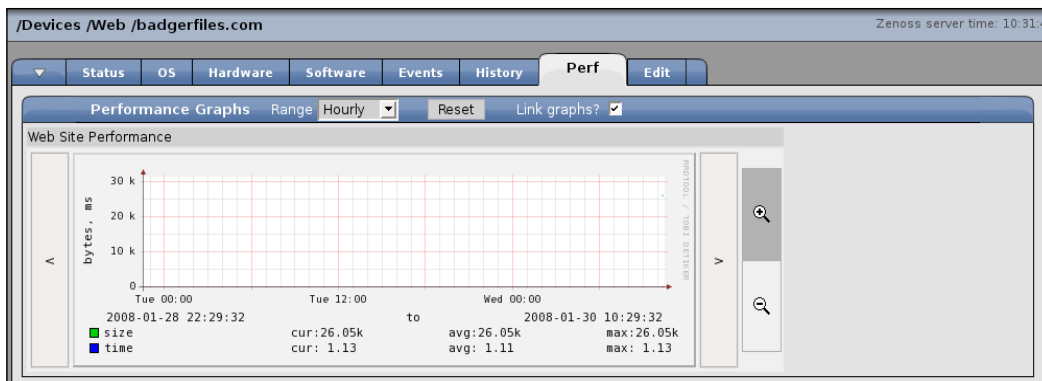 /Devices /Web /badgerfiles.com
Zenoss server time: 10:31:
Status OS Hardware Software Events History Perf Edit
Performance Graphs Range Hourly Reset Link graphs?
Web Site Performance
<
bytes, ms
30 k
20 k
10 k
0
Tue 00:00 Tue 12:00 Wed 00:00
2008-01-28 22:29:32 to 2008-01-30 10:29:32
size cur:26.05k avg:26.05k max:26.05k
time cur: 1.13 avg: 1.11 max: 1.13
RRDTOOL / TOBI OETIKER
>